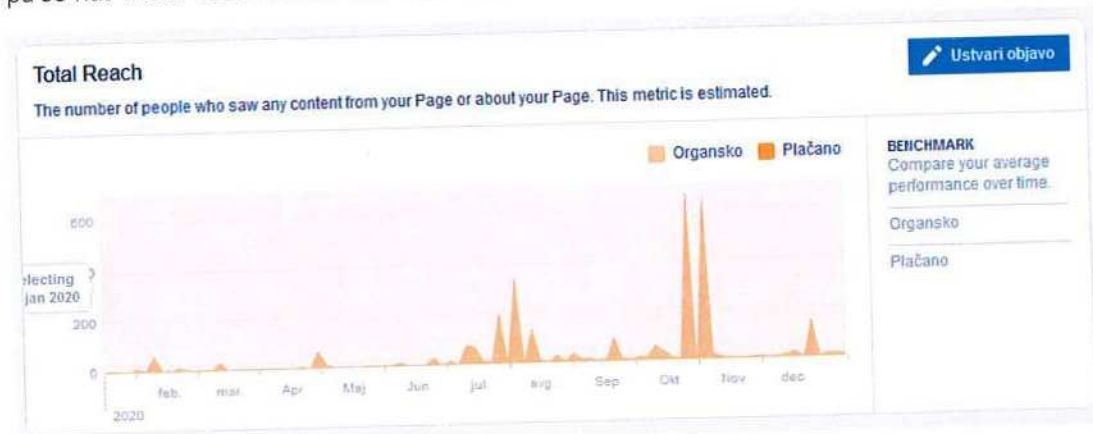 Total Reach
Ustvari objavo
The number of people who saw any content from your Page or about your Page. This metric is estimated.
Organsko Plačano
BENCHMARK
Compare your average
performance over time.
Organsko
Plačano
600
electing
jan 2020
200
0
feb. mar. Apr Maj Jun jul avg Sep Okt Nov dec
2020